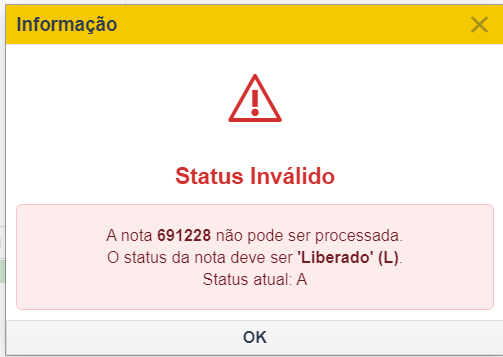 Informação
Status Inválido
A nota 691228 não pode ser processada.
O status da nota deve ser 'Liberado' (L).
Status atual: A
OK